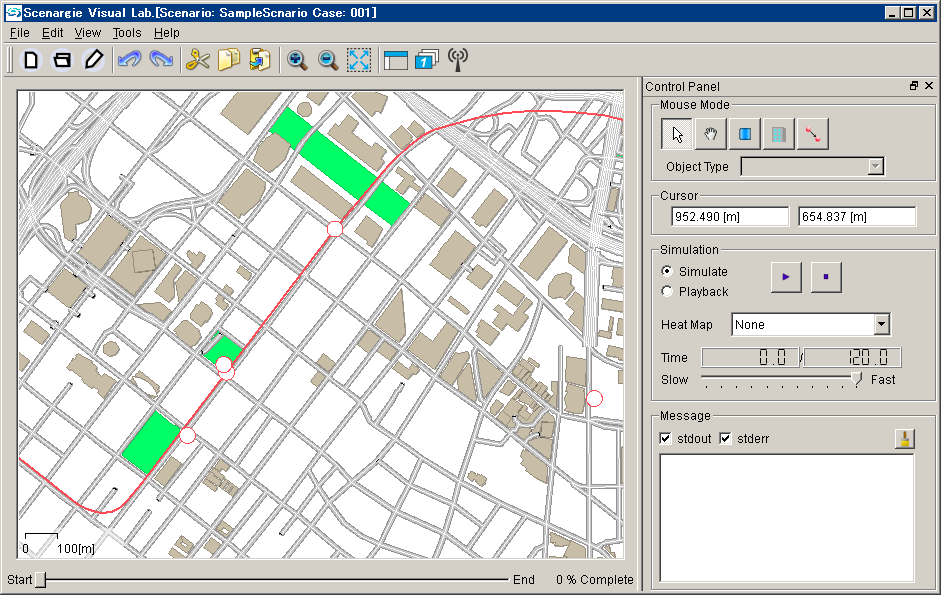 Scenargie Visual Lab.[Scenario: SampleScnario Case: 001]
File Edit View Tools Help
1
Control Panel
Mouse Mode
Object Type
Cursor
952.490 [m] 654.837 [m]
Simulation
Simulate
Playback
Heat Map None
Time 0.0 / 120.0
Slow Fast
Message
stdout stderr
0 100[m]
Start End 0 % Complete